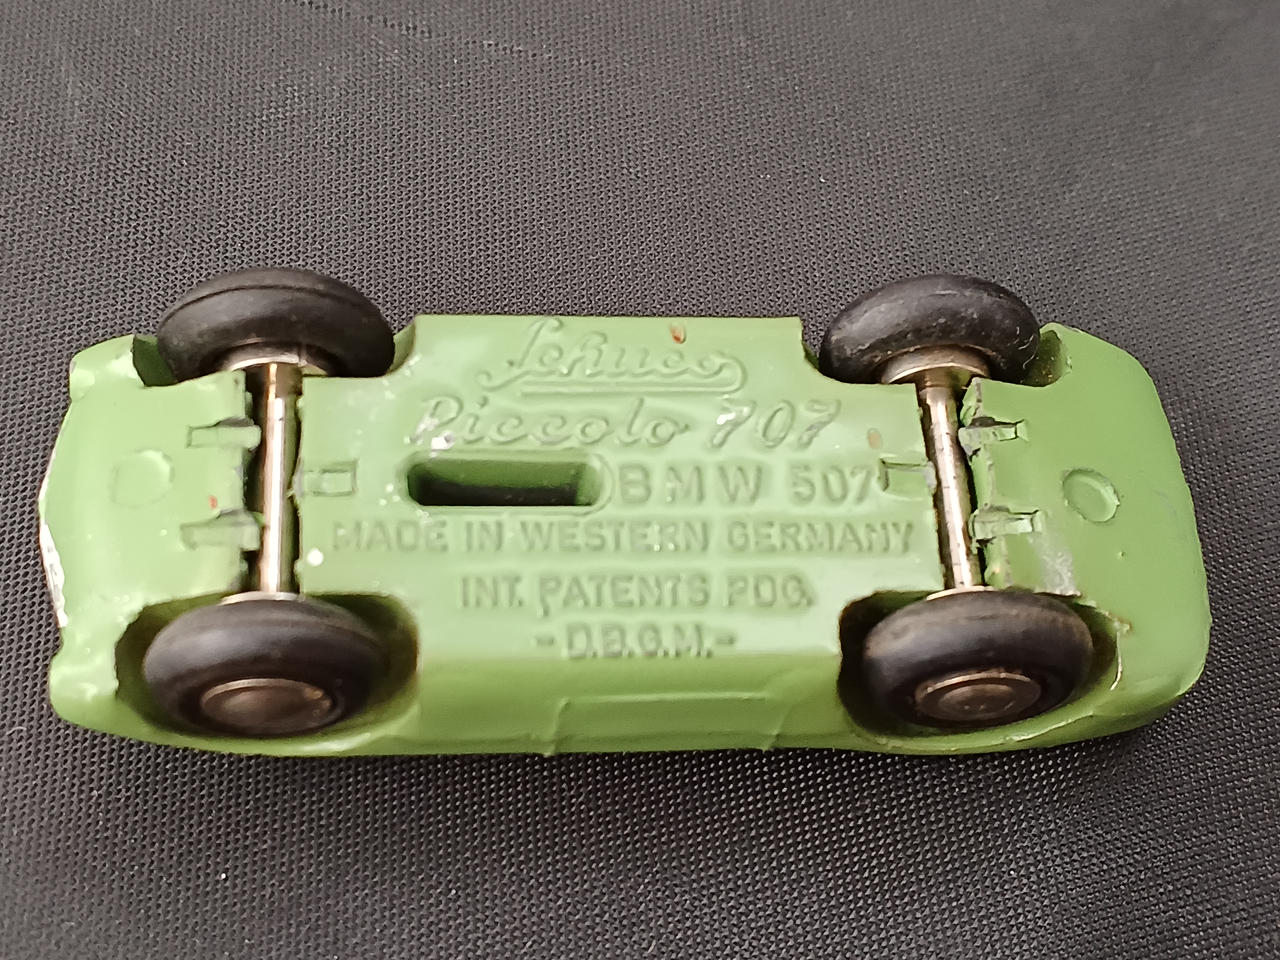 Schuco
Piccolo 707
BMW 507
MADE IN WESTERN GERMANY
INT. PATENTS PDG.
-D.B.G.M.-